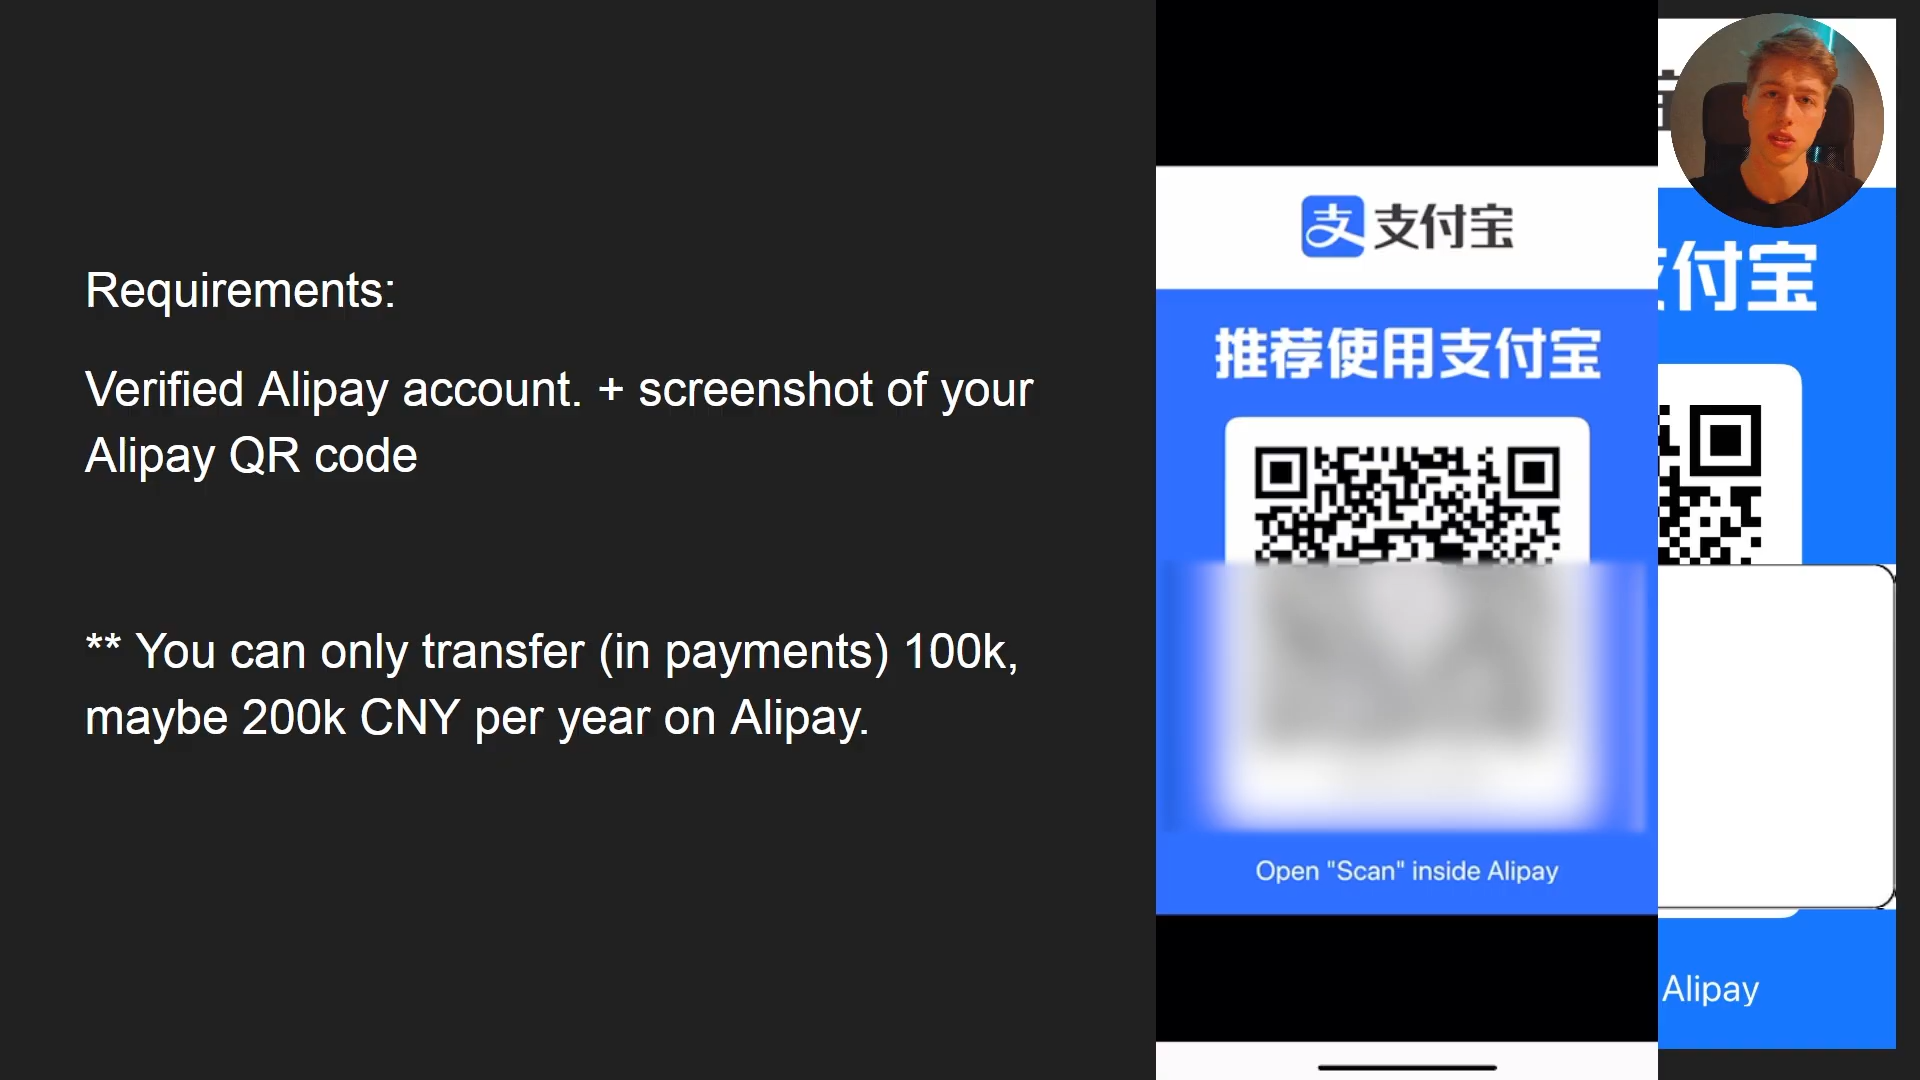 Requirements:
Verified Alipay account. + screenshot of your
Alipay QR code
** You can only transfer (in payments) 100k,
maybe 200k CNY per year on Alipay.
支 支付宝
推荐使用支付宝
Open "Scan" inside Alipay
付宝
Alipay